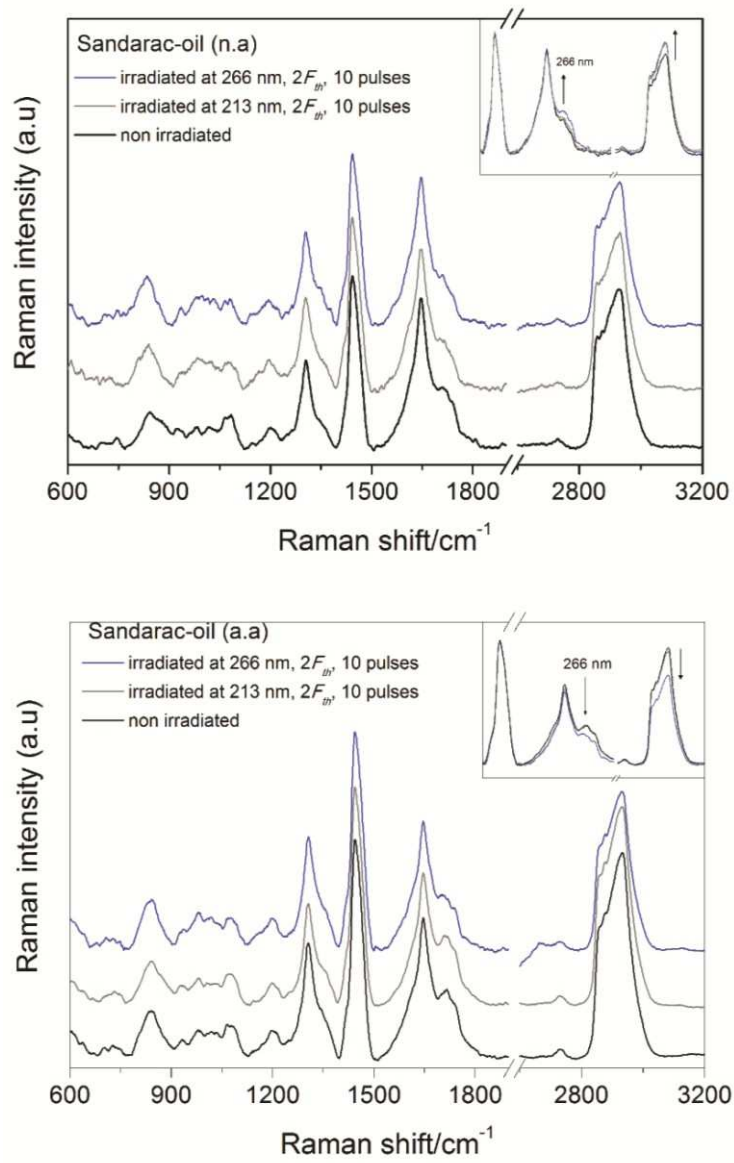 Sandarac-oil (n.a)
irradiated at 266 nm, 2Fth, 10 pulses
irradiated at 213 nm, 2Fth, 10 pulses
non irradiated
266 nm
Raman intensity (a.u)
600 900 1200 1500 1800 2800 3200
Raman shift/cm-1
Sandarac-oil (a.a)
irradiated at 266 nm, 2Fth, 10 pulses
irradiated at 213 nm, 2Fth, 10 pulses
non irradiated
266 nm
Raman intensity (a.u)
600 900 1200 1500 1800 2800 3200
Raman shift/cm-1